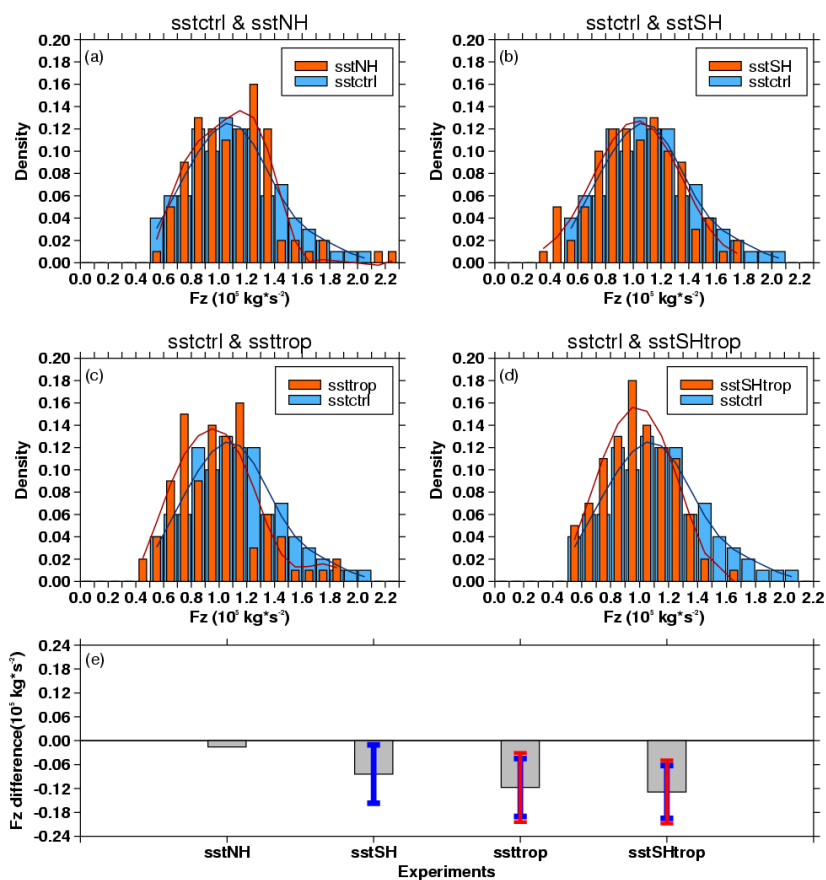 sstctrl & sstNH
sstctrl & sstSH
0.20
0.18
0.16
0.14
0.12
0.10
0.08
0.06
0.04
0.02
0.00
Density
(a)
sstNH
sstctrl
0.0 0.2 0.4 0.6 0.8 1.0 1.2 1.4 1.6 1.8 2.0 2.2
Fz (10⁵ kg*s⁻²)
0.20
0.18
0.16
0.14
0.12
0.10
0.08
0.06
0.04
0.02
0.00
Density
(b)
sstSH
sstctrl
0.0 0.2 0.4 0.6 0.8 1.0 1.2 1.4 1.6 1.8 2.0 2.2
Fz (10⁵ kg*s⁻²)
sstctrl & ssttrop
sstctrl & sstSHtrop
0.20
0.18
0.16
0.14
0.12
0.10
0.08
0.06
0.04
0.02
0.00
Density
(c)
ssttrop
sstctrl
0.0 0.2 0.4 0.6 0.8 1.0 1.2 1.4 1.6 1.8 2.0 2.2
Fz (10⁵ kg*s⁻²)
0.20
0.18
0.16
0.14
0.12
0.10
0.08
0.06
0.04
0.02
0.00
Density
(d)
sstSHtrop
sstctrl
0.0 0.2 0.4 0.6 0.8 1.0 1.2 1.4 1.6 1.8 2.0 2.2
Fz (10⁵ kg*s⁻²)
(e)
0.24
0.18
0.12
0.06
0.00
-0.06
-0.12
-0.18
-0.24
Fz difference(10⁵ kg*s⁻²)
sstNH sstSH ssttrop sstSHtrop
Experiments